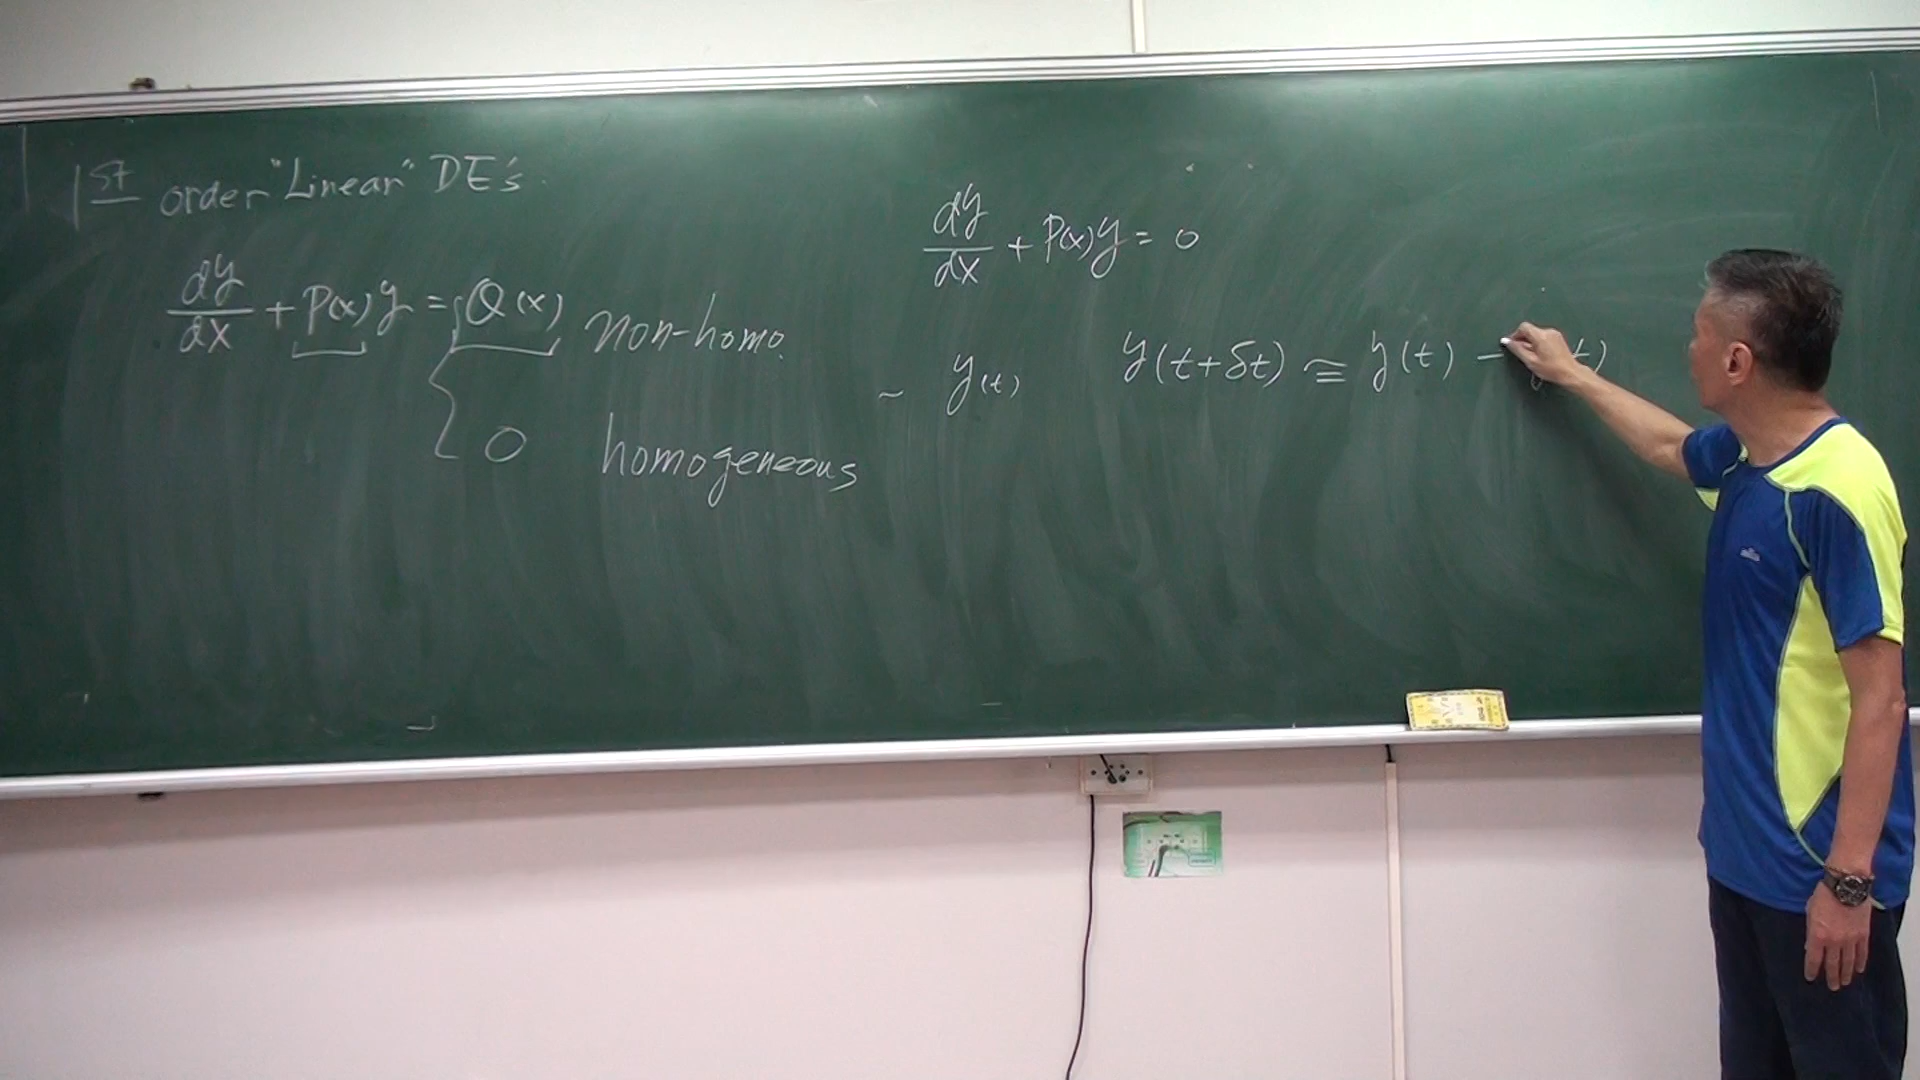 1st order "Linear" DE's.
dy/dx + P(x)y = Q(x) non-homo.
0 homogeneous
dy/dx + P(x)y = 0
~ y(t) y(t+δt) ≅ y(t) - t)